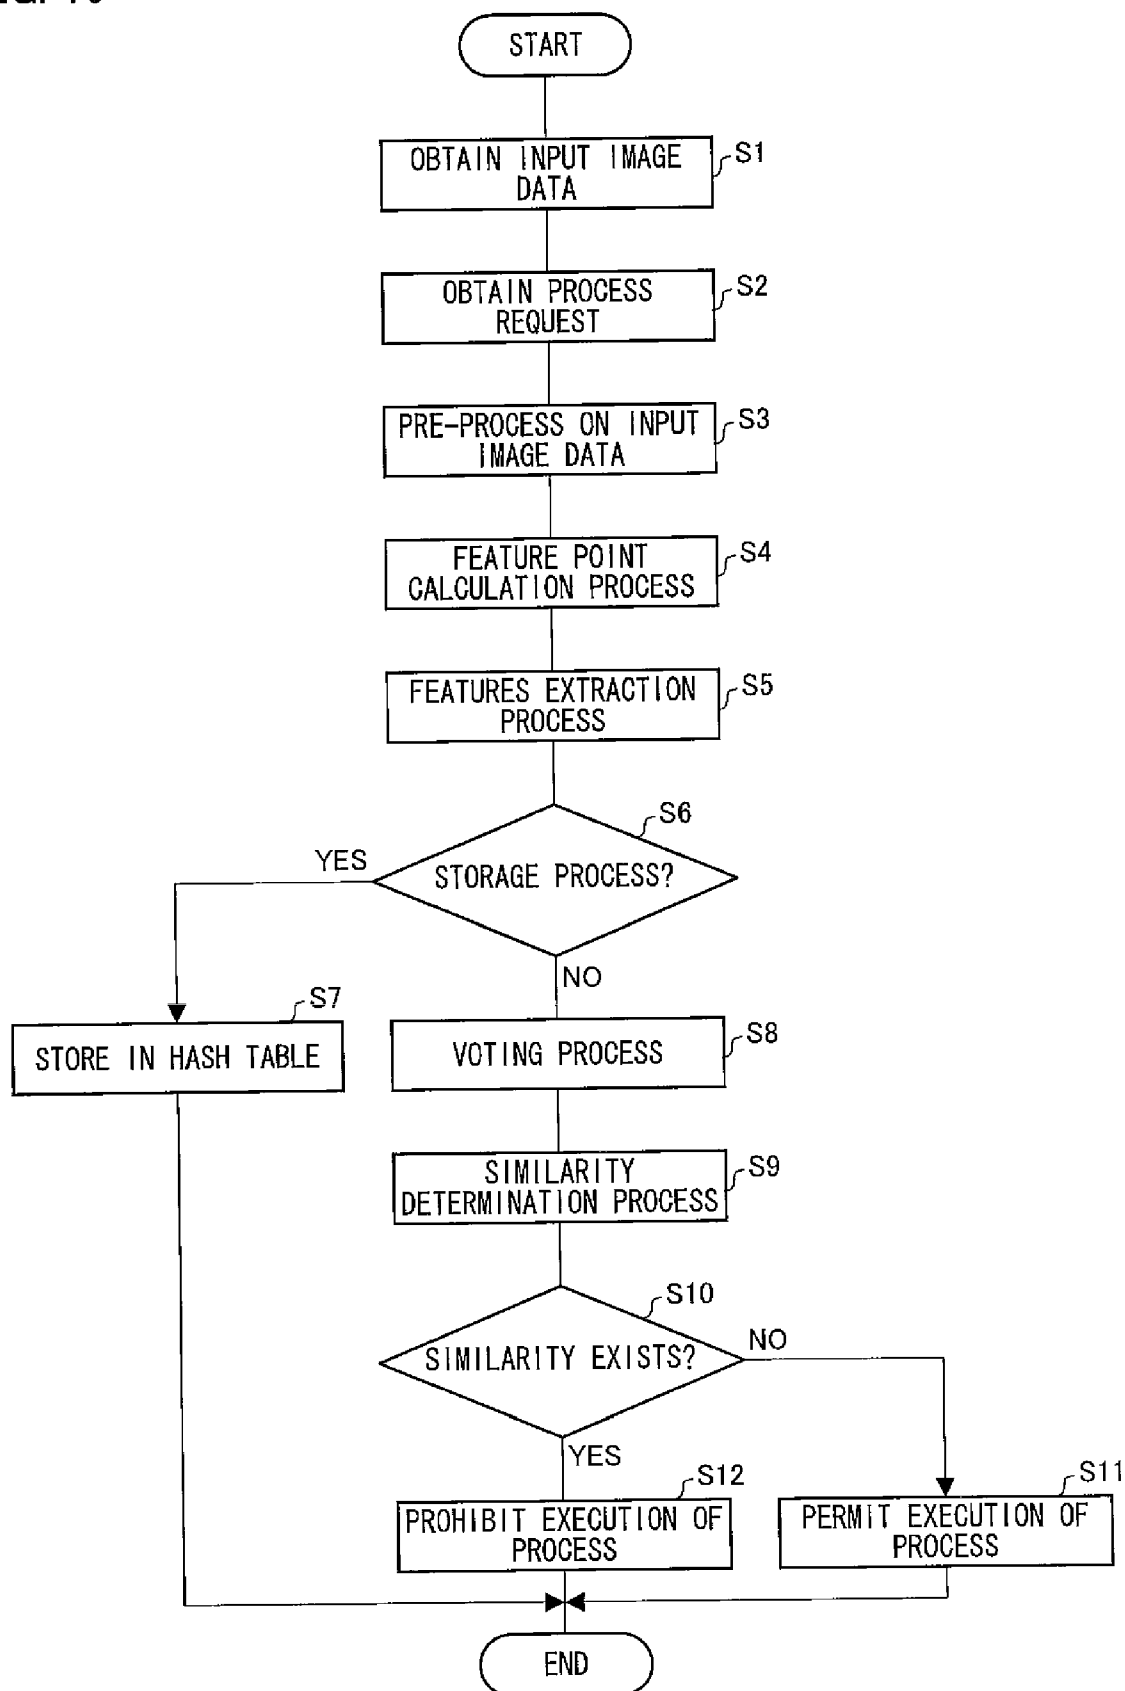 START
OBTAIN INPUT IMAGE
DATA
S1
OBTAIN PROCESS
REQUEST
S2
PRE-PROCESS ON INPUT
IMAGE DATA
S3
FEATURE POINT
CALCULATION PROCESS
S4
FEATURES EXTRACTION
PROCESS
S5
S6
STORAGE PROCESS?
YES
NO
S7
STORE IN HASH TABLE
S8
VOTING PROCESS
S9
SIMILARITY
DETERMINATION PROCESS
S10
SIMILARITY EXISTS?
NO
YES
S12
PROHIBIT EXECUTION OF
PROCESS
S11
PERMIT EXECUTION OF
PROCESS
END